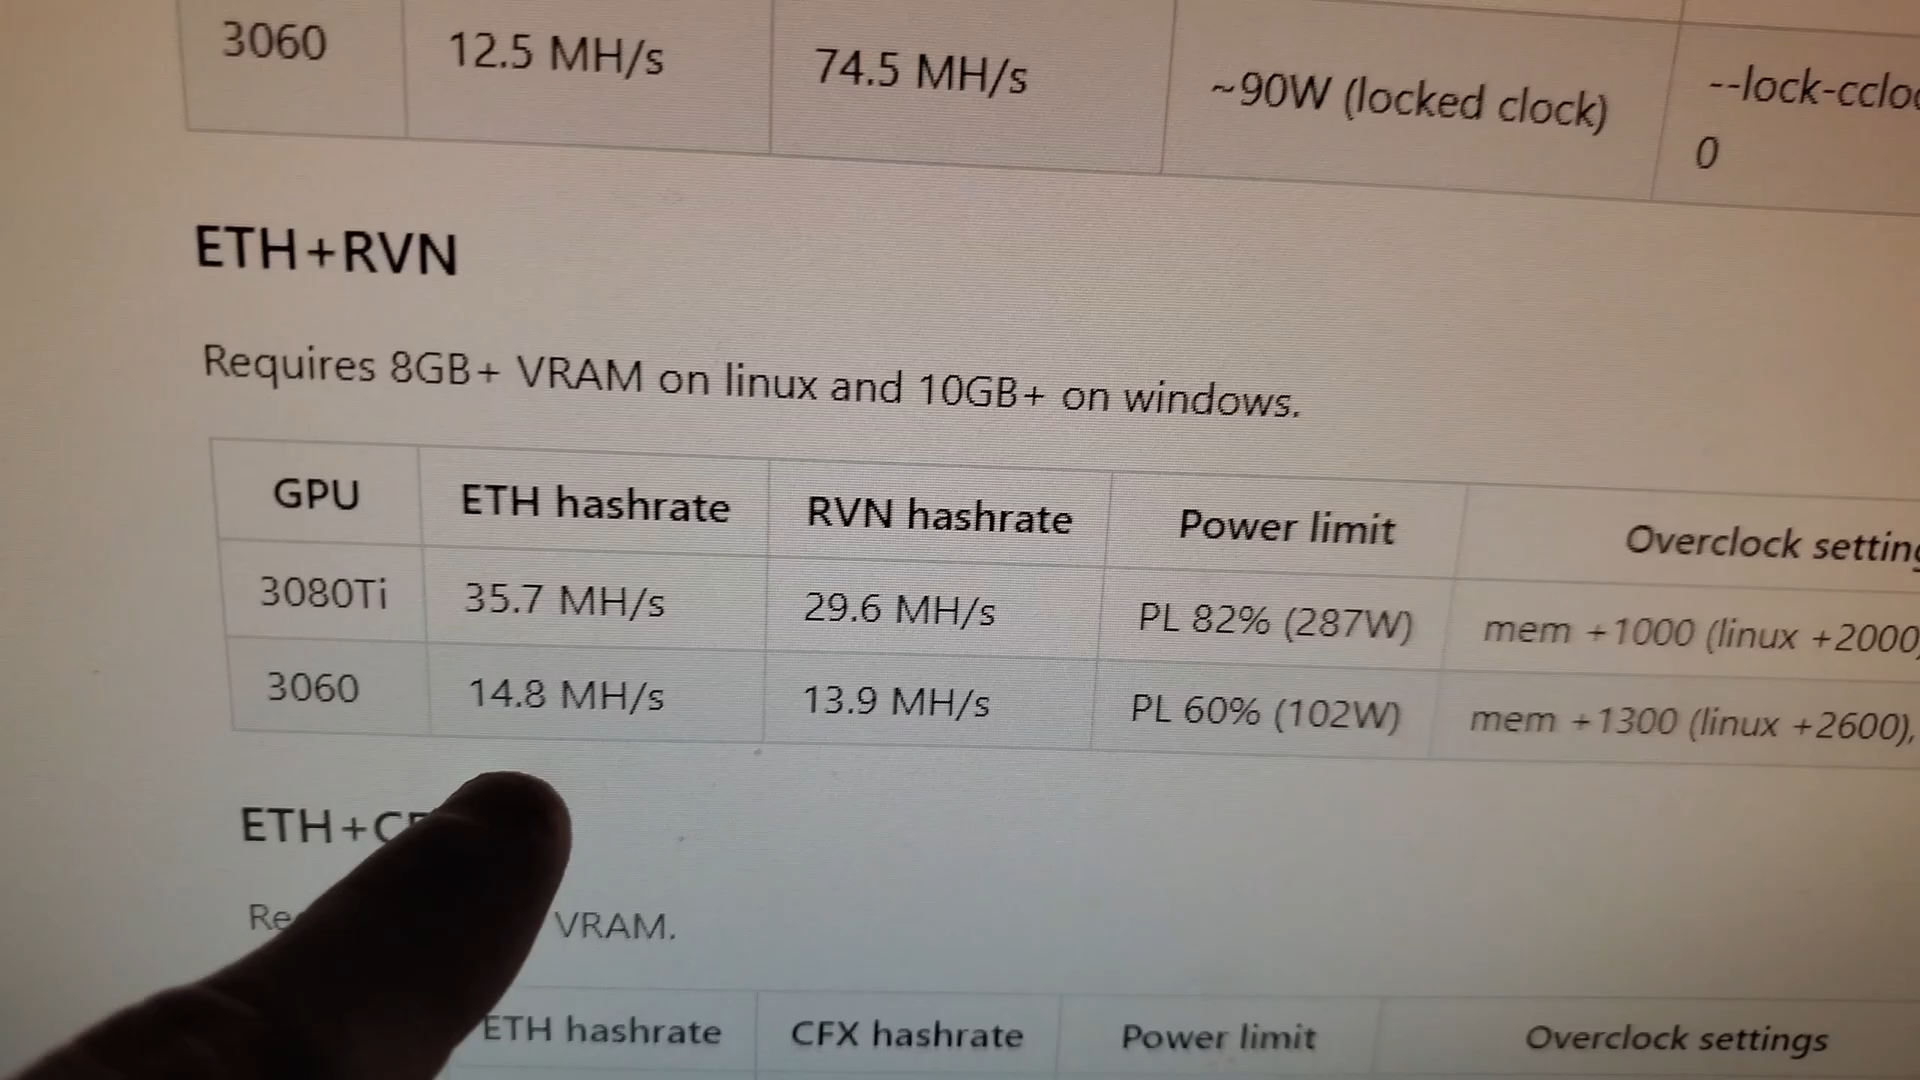 3060 12.5 MH/s 74.5 MH/s ~90W (locked clock) --lock-ccloc
0
ETH+RVN
Requires 8GB+ VRAM on linux and 10GB+ on windows.
GPU ETH hashrate RVN hashrate Power limit Overclock setting
3080Ti 35.7 MH/s 29.6 MH/s PL 82% (287W) mem +1000 (linux +2000)
3060 14.8 MH/s 13.9 MH/s PL 60% (102W) mem +1300 (linux +2600),
ETH+C
Re VRAM.
ETH hashrate CFX hashrate Power limit Overclock settings